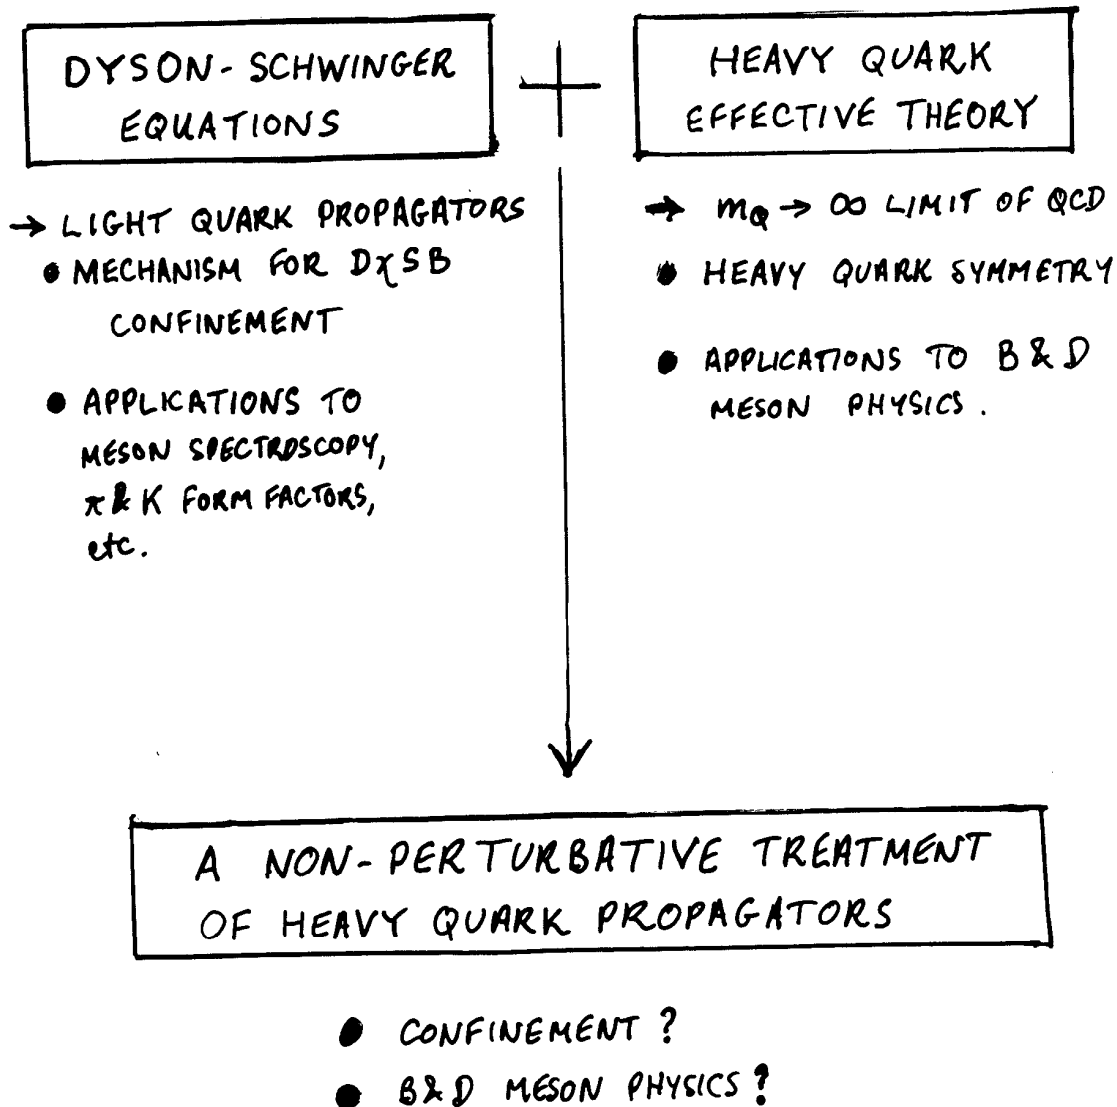 DYSON-SCHWINGER
EQUATIONS
+
HEAVY QUARK
EFFECTIVE THEORY
→ LIGHT QUARK PROPAGATORS
• MECHANISM FOR DχSB
CONFINEMENT
• APPLICATIONS TO
MESON SPECTROSCOPY,
π & K FORM FACTORS,
etc.
→ mQ → ∞ LIMIT OF QCD
• HEAVY QUARK SYMMETRY
• APPLICATIONS TO B & D
MESON PHYSICS.
A NON-PERTURBATIVE TREATMENT
OF HEAVY QUARK PROPAGATORS
• CONFINEMENT ?
• B & D MESON PHYSICS ?